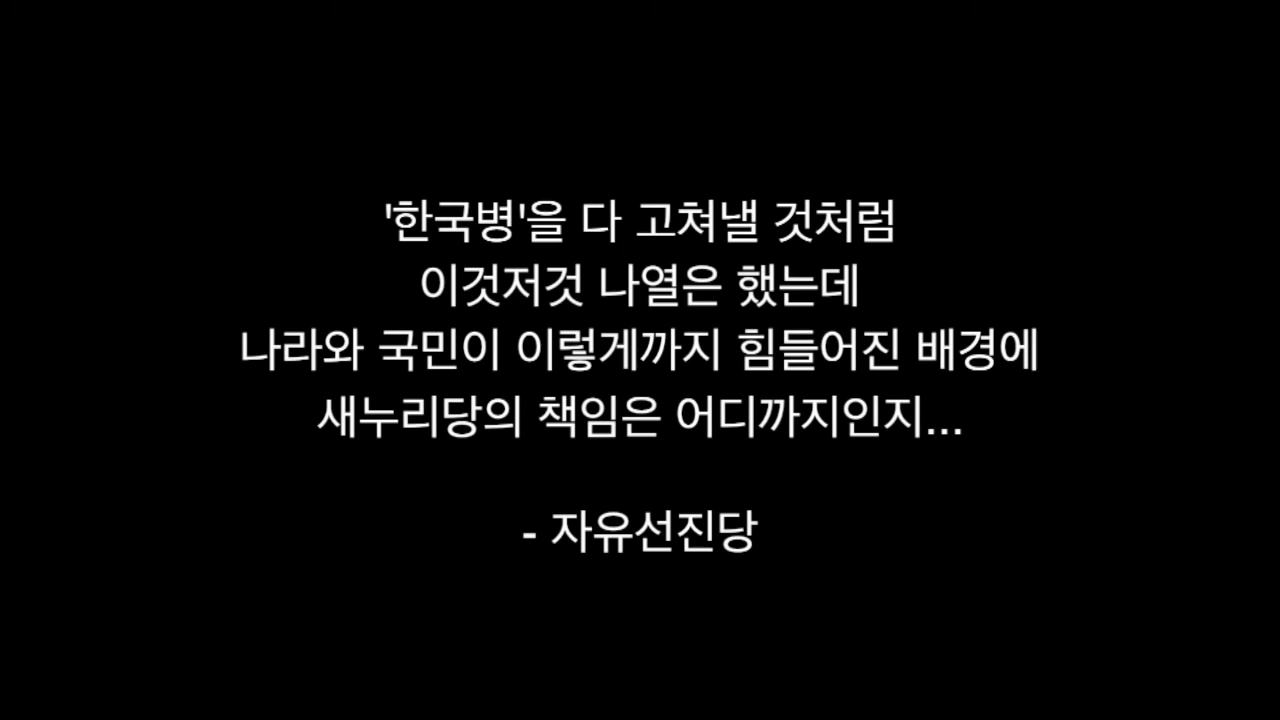 '한국병'을 다 고쳐낼 것처럼
이것저것 나열은 했는데
나라와 국민이 이렇게까지 힘들어진 배경에
새누리당의 책임은 어디까지인지...
- 자유선진당